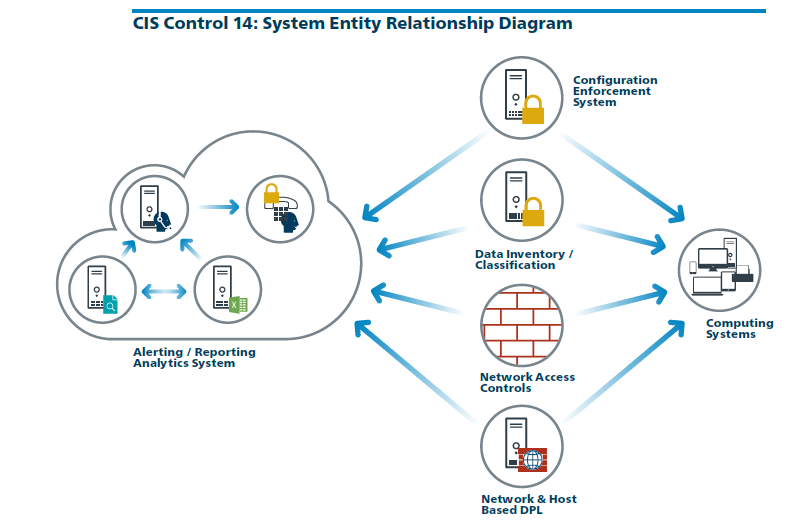 CIS Control 14: System Entity Relationship Diagram
Configuration
Enforcement
System
Data Inventory /
Classification
Network Access
Controls
Computing
Systems
Alerting / Reporting
Analytics System
Network & Host
Based DPL